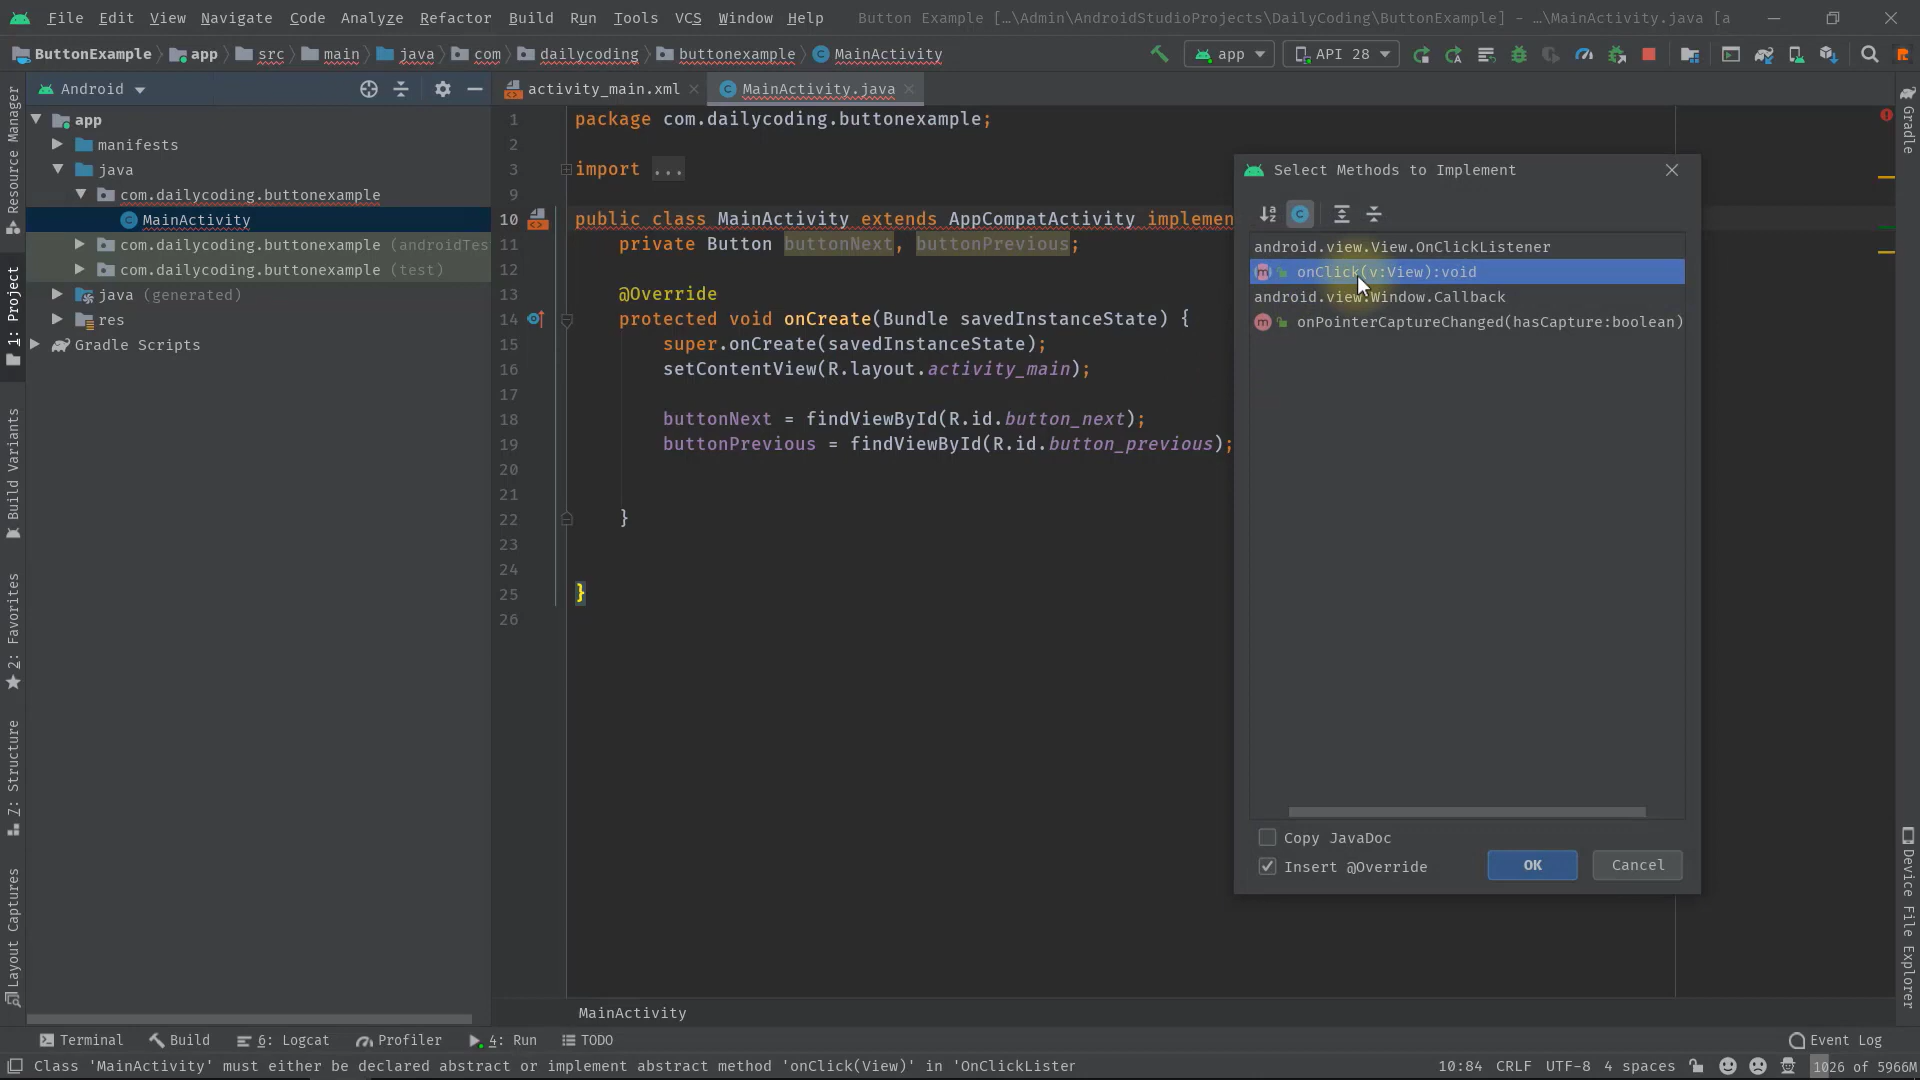 File Edit View Navigate Code Analyze Refactor Build Run Tools VCS Window Help Button Example […\Admin\AndroidStudioProjects\DailyCoding\ButtonExample] - …\MainActivity.java [a
ButtonExample app src main java com dailycoding buttonexample MainActivity app API 28
Android
activity_main.xml
MainActivity.java
app
manifests
java
com.dailycoding.buttonexample
MainActivity
com.dailycoding.buttonexample (androidTes
com.dailycoding.buttonexample (test)
java (generated)
res
Gradle Scripts
Resource Manager
1: Project
Build Variants
2: Favorites
7: Structure
Layout Captures
1 package com.dailycoding.buttonexample;
2
3 import ...
9
10 public class MainActivity extends AppCompatActivity implemen
11 private Button buttonNext, buttonPrevious;
12
13 @Override
14 protected void onCreate(Bundle savedInstanceState) {
15 super.onCreate(savedInstanceState);
16 setContentView(R.layout.activity_main);
17
18 buttonNext = findViewById(R.id.button_next);
19 buttonPrevious = findViewById(R.id.button_previous);
20
21
22 }
23
24
25 }
26
MainActivity
Select Methods to Implement
android.view.View.OnClickListener
onClick(v:View):void
android.view.Window.Callback
onPointerCaptureChanged(hasCapture:boolean)
Copy JavaDoc
Insert @Override
OK
Cancel
Gradle
Device File Explorer
Terminal Build 6: Logcat Profiler 4: Run TODO Event Log
Class 'MainActivity' must either be declared abstract or implement abstract method 'onClick(View)' in 'OnClickLister 10:84 CRLF UTF-8 4 spaces 1026 of 5966M